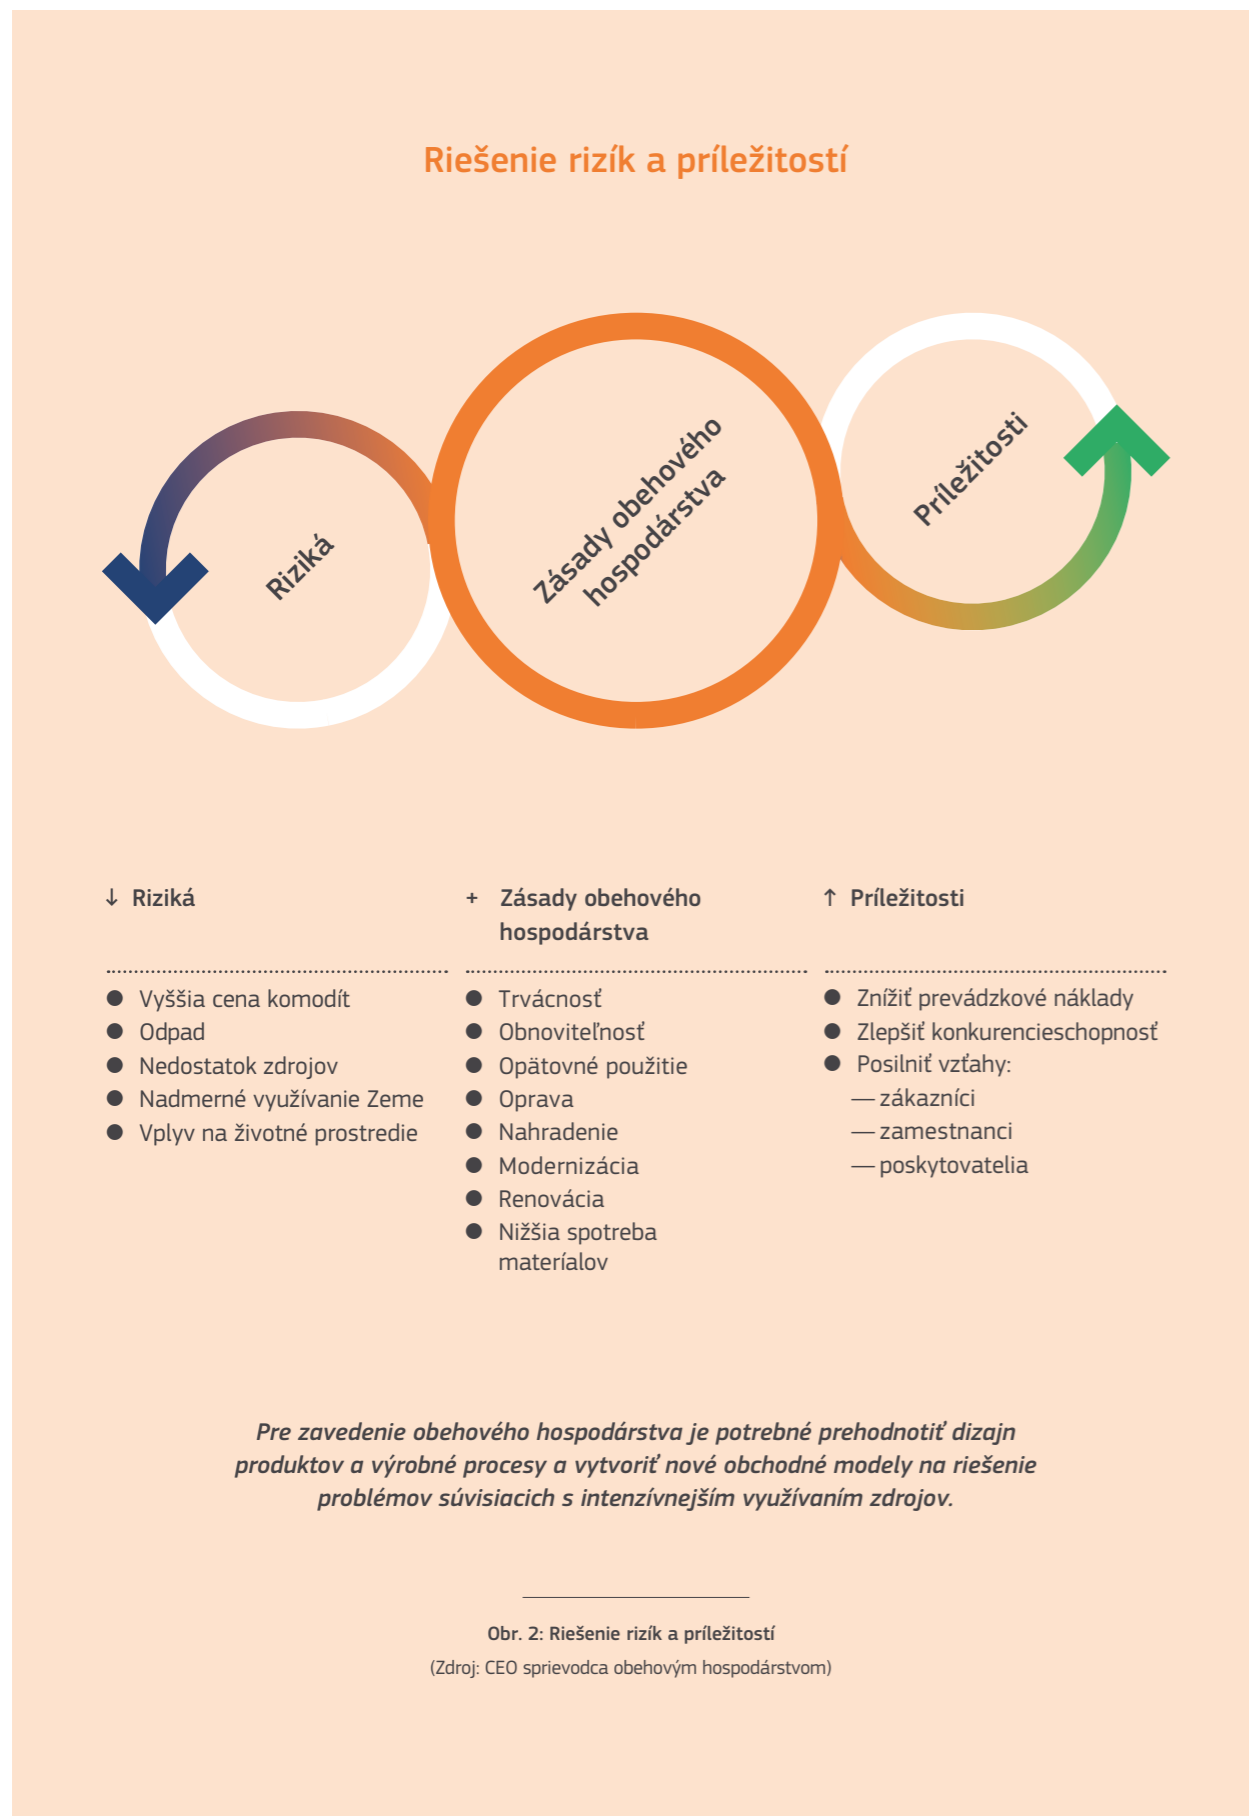 Riešenie rizík a príležitostí
Riziká
Zásady obehového
hospodárstva
Príležitosti
↓ Riziká
● Vyššia cena komodít
● Odpad
● Nedostatok zdrojov
● Nadmerné využívanie Zeme
● Vplyv na životné prostredie
+ Zásady obehového
hospodárstva
● Trvácnosť
● Obnoviteľnosť
● Opätovné použitie
● Oprava
● Nahradenie
● Modernizácia
● Renovácia
● Nižšia spotreba
materíalov
↑ Príležitosti
● Znížiť prevádzkové náklady
● Zlepšiť konkurencieschopnosť
● Posilniť vzťahy:
— zákazníci
— zamestnanci
— poskytovatelia
Pre zavedenie obehového hospodárstva je potrebné prehodnotiť dizajn
produktov a výrobné procesy a vytvoriť nové obchodné modely na riešenie
problémov súvisiacich s intenzívnejším využívaním zdrojov.
Obr. 2: Riešenie rizík a príležitostí
(Zdroj: CEO sprievodca obehovým hospodárstvom)